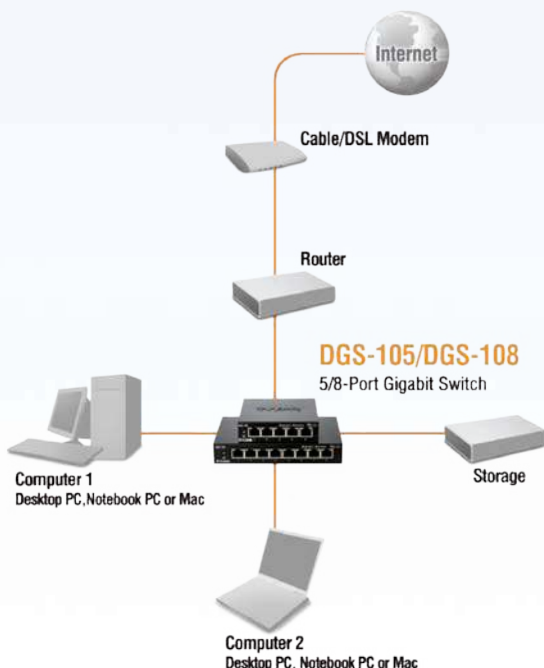 Internet
Cable/DSL Modem
Router
DGS-105/DGS-108
5/8-Port Gigabit Switch
Computer 1
Desktop PC,Notebook PC or Mac
Storage
Computer 2
Desktop PC, Notebook PC or Mac